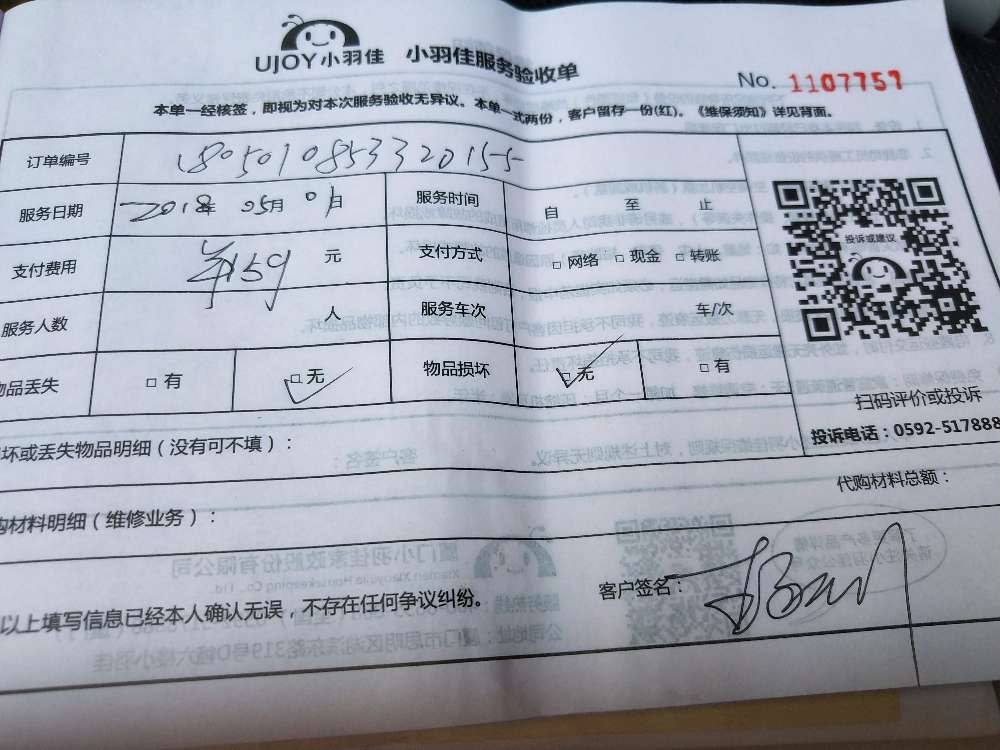 UJOY小羽佳 小羽佳服务验收单
No. 1107757
本单一经核签，即视为对本次服务验收无异议。本单一式两份，客户留存一份(红)。《维保须知》详见背面。
订单编号 180501085332015-5
服务日期 2018年 05月 01日 服务时间 自 至 止
支付费用 ¥159 元 支付方式 □网络 □现金 □转账
服务人数 人 服务车次 车/次
物品丢失 □有 □无 物品损坏 □无 □有
投诉或建议
扫码评价或投诉
投诉电话：0592-517888
坏或丢失物品明细（没有可不填）：
代购材料总额：
购材料明细（维修业务）：
客户签名：
以上填写信息已经本人确认无误，不存在任何争议纠纷。